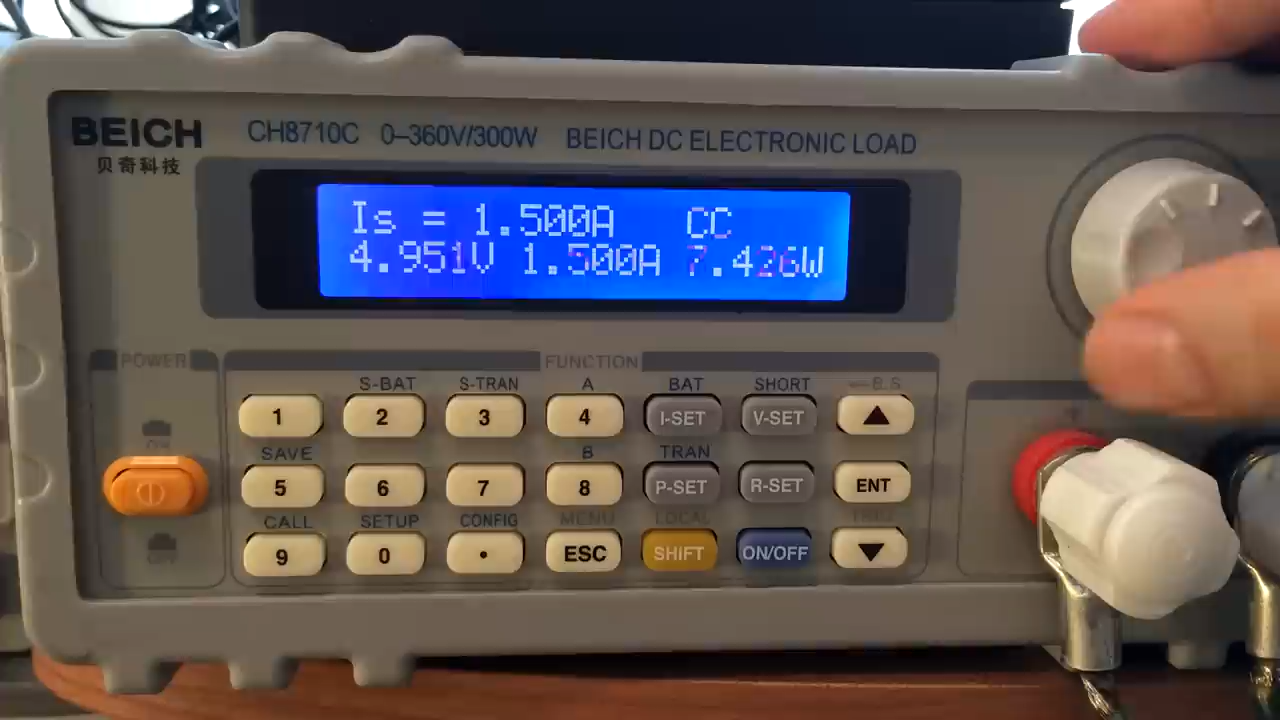 BEICH CH8710C 0–360V/300W BEICH DC ELECTRONIC LOAD
贝奇科技
Is = 1.500A CC
4.951V 1.500A 7.426W
POWER
FUNCTION
S-BAT S-TRAN A BAT SHORT
1 2 3 4 I-SET V-SET ▲
ON
SAVE B TRAN
5 6 7 8 P-SET R-SET ENT
CALL SETUP CONFIG MENU LOCAL
9 0 • ESC SHIFT ON/OFF ▼
OFF